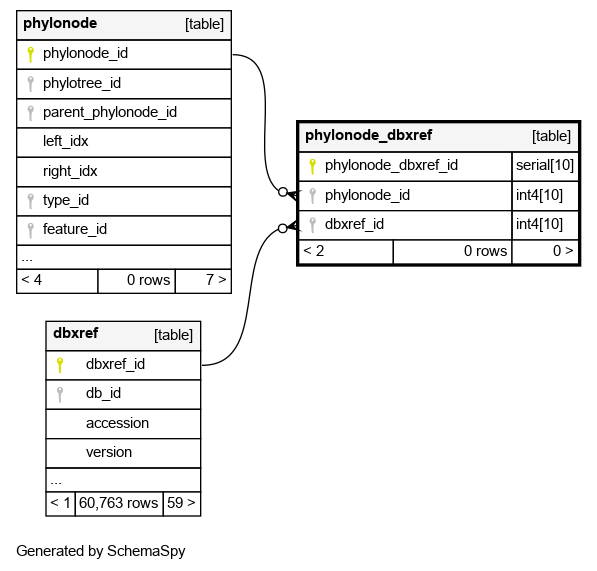 phylonode [table]
phylonode_id
phylotree_id
parent_phylonode_id
left_idx
right_idx
type_id
feature_id
...
< 4 0 rows 7 >
phylonode_dbxref [table]
phylonode_dbxref_id serial[10]
phylonode_id int4[10]
dbxref_id int4[10]
< 2 0 rows 0 >
dbxref [table]
dbxref_id
db_id
accession
version
...
< 1 60,763 rows 59 >
Generated by SchemaSpy